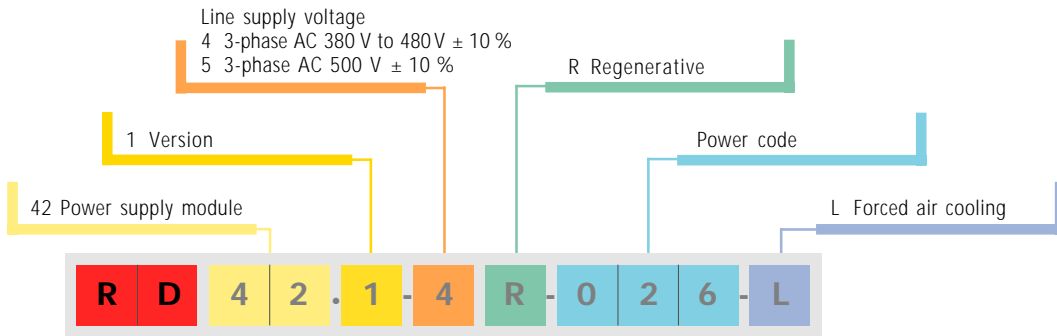 Line supply voltage
4 3-phase AC 380 V to 480 V ± 10 %
5 3-phase AC 500 V ± 10 %
R Regenerative
1 Version
Power code
42 Power supply module
L Forced air cooling
R D 4 2 . 1 - 4 R - 0 2 6 - L